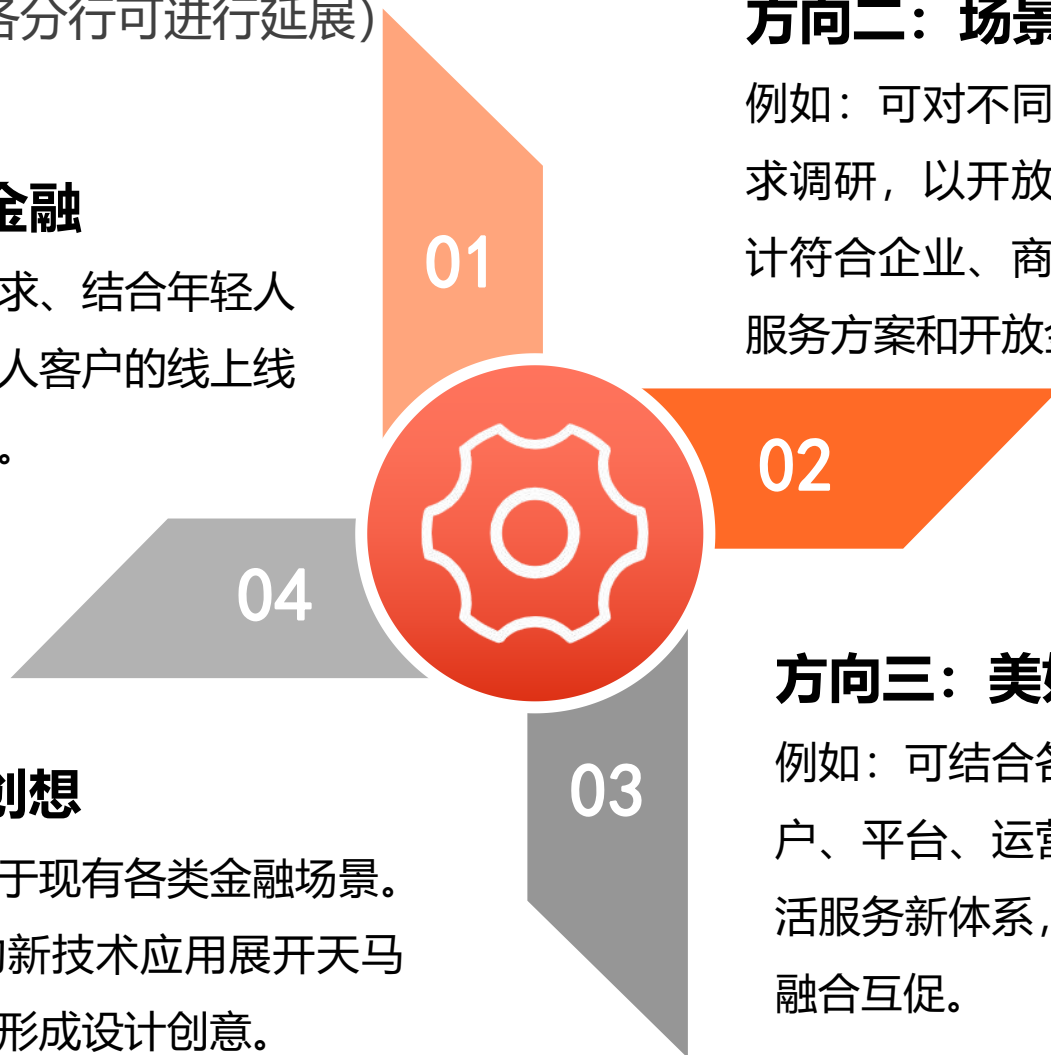 各分行可进行延展）
金融
求、结合年轻人
人客户的线上线
。
01
方向二：场景
例如：可对不同
求调研，以开放
计符合企业、商
服务方案和开放
02
04
创想
于现有各类金融场景。
新技术应用展开天马
形成设计创意。
03
方向三：美
例如：可结合各
户、平台、运营
活服务新体系，
融合互促。